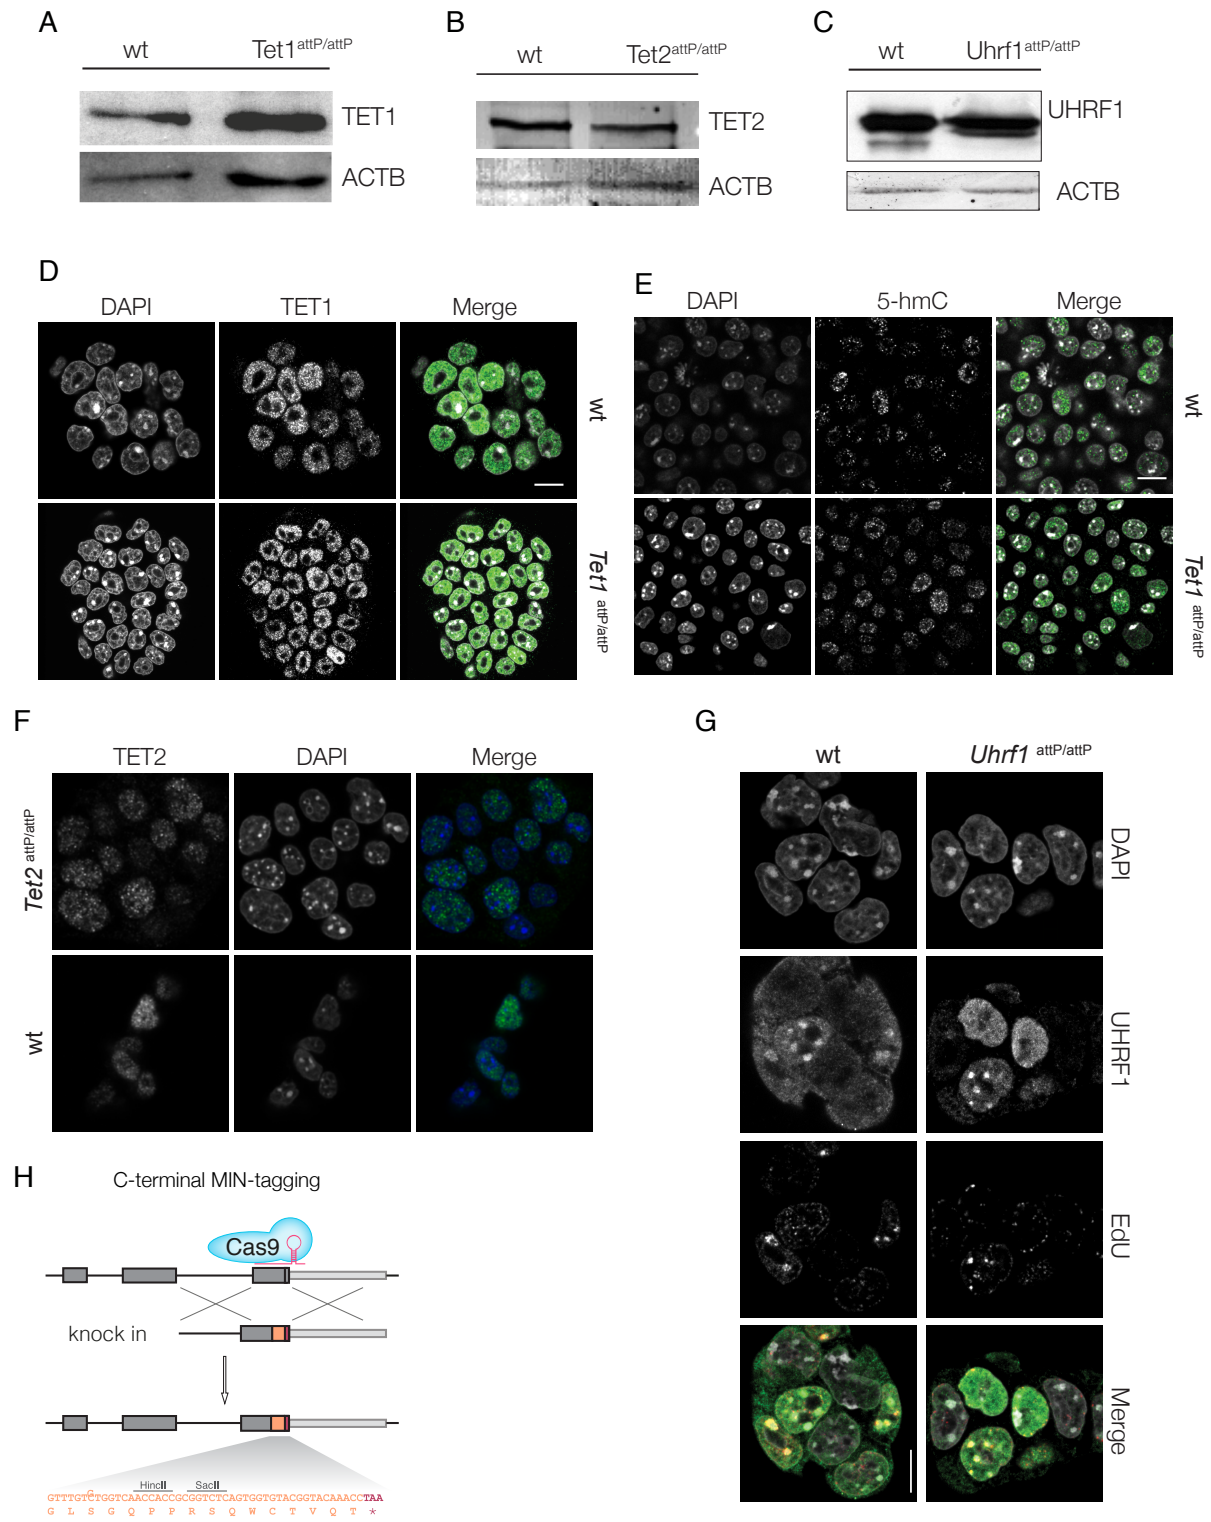 A
wt Tet1attP/attP
TET1
ACTB
B
wt Tet2attP/attP
TET2
ACTB
C
wt Uhrf1attP/attP
UHRF1
ACTB
D
DAPI TET1 Merge
wt
Tet1 attP/attP
E
DAPI 5-hmC Merge
wt
Tet1 attP/attP
F
TET2 DAPI Merge
Tet2 attP/attP
wt
G
wt Uhrf1 attP/attP
DAPI
UHRF1
EdU
Merge
H
C-terminal MIN-tagging
Cas9
knock in
HincII SacII
G
GTTTGTCTGGTCAACCACCGCGGTCTCAGTGGTGTACGGTACAAACCTAA
G L S G Q P P R S Q W C T V Q T *